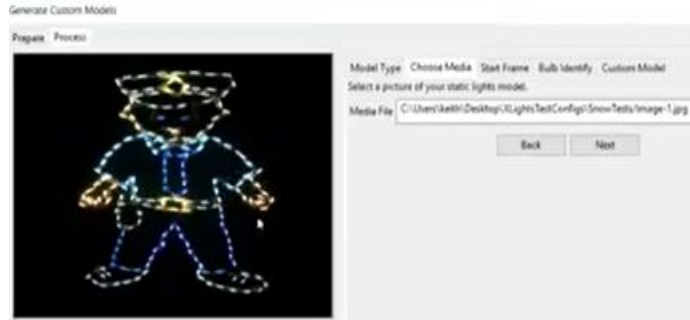 Generate Custom Models
Prepare Process
Model Type Choose Media Start Frame Bulb Identify Custom Model
Select a picture of your static lights model.
Media File C:\Users\keith\Desktop\XLightsTestConfigs\SnowTests\image-1.jpg
Back Next